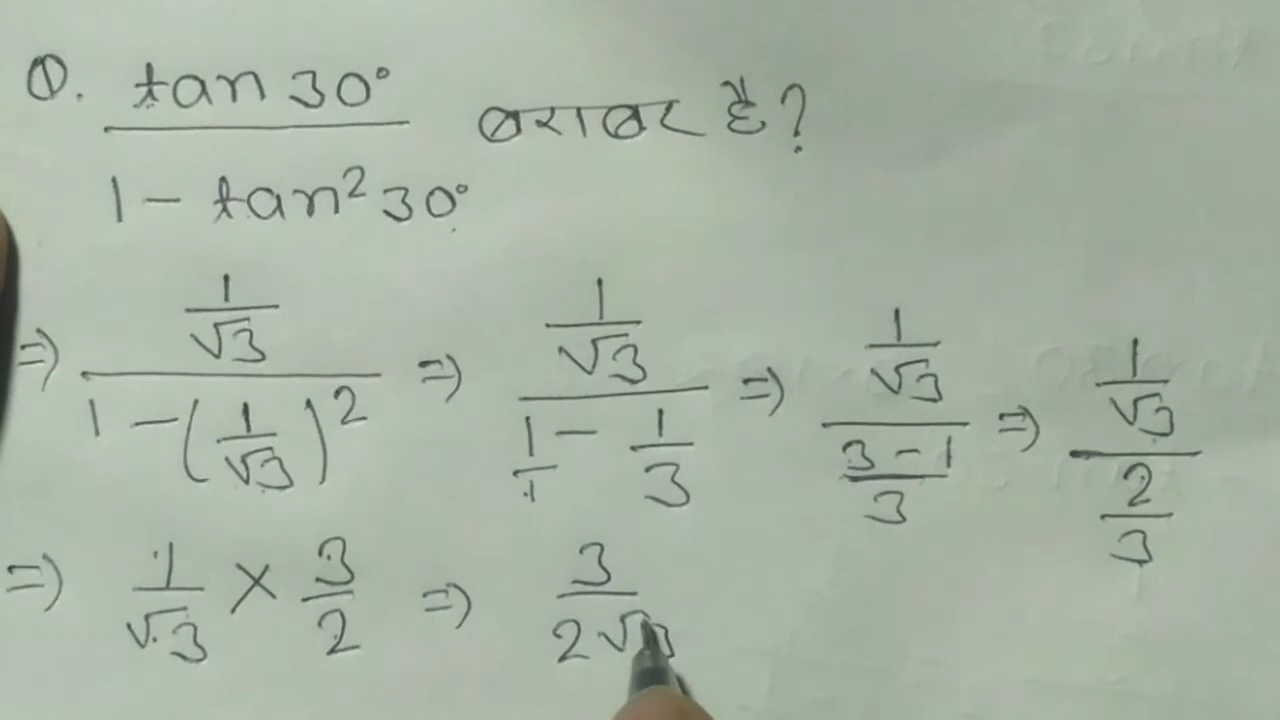 Q. tan 30° / 1 - tan² 30° बराबर है?
⇒ (1/√3) / (1 - (1/√3)²) ⇒ (1/√3) / (1/1 - 1/3) ⇒ (1/√3) / ((3 - 1)/3) ⇒ (1/√3) / (2/3)
⇒ 1/√3 × 3/2 ⇒ 3 / 2√3